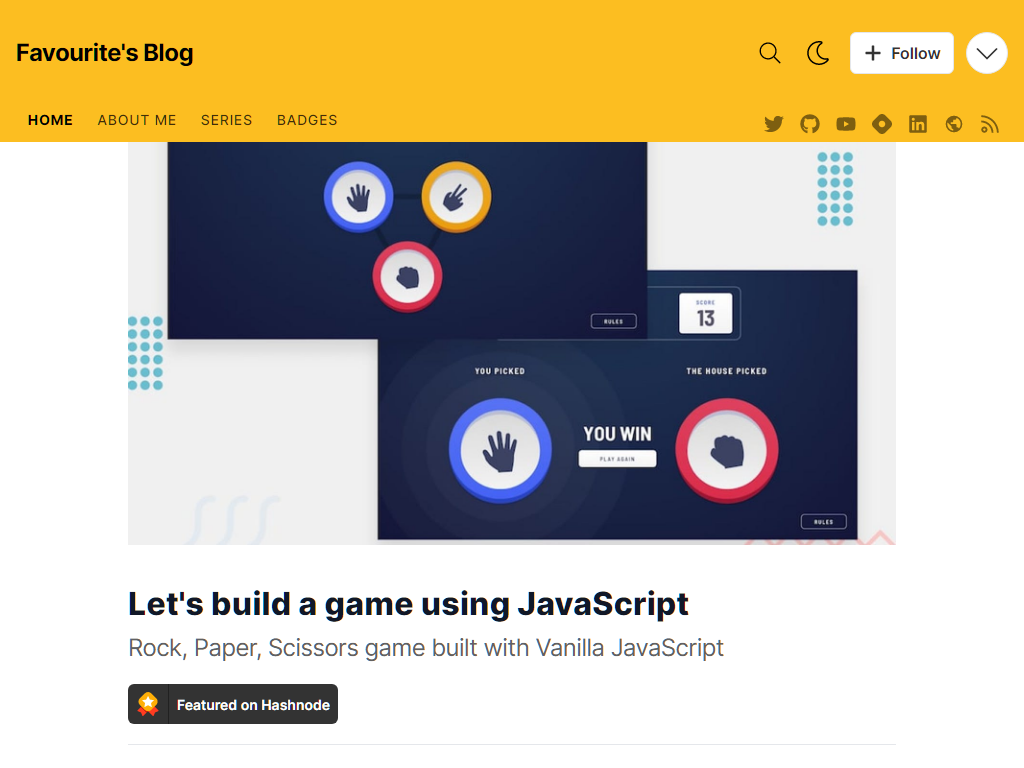 Favourite's Blog
Follow
HOME ABOUT ME SERIES BADGES
RULES
SCORE
13
YOU PICKED THE HOUSE PICKED
YOU WIN
PLAY AGAIN
RULES
Let's build a game using JavaScript
Rock, Paper, Scissors game built with Vanilla JavaScript
Featured on Hashnode